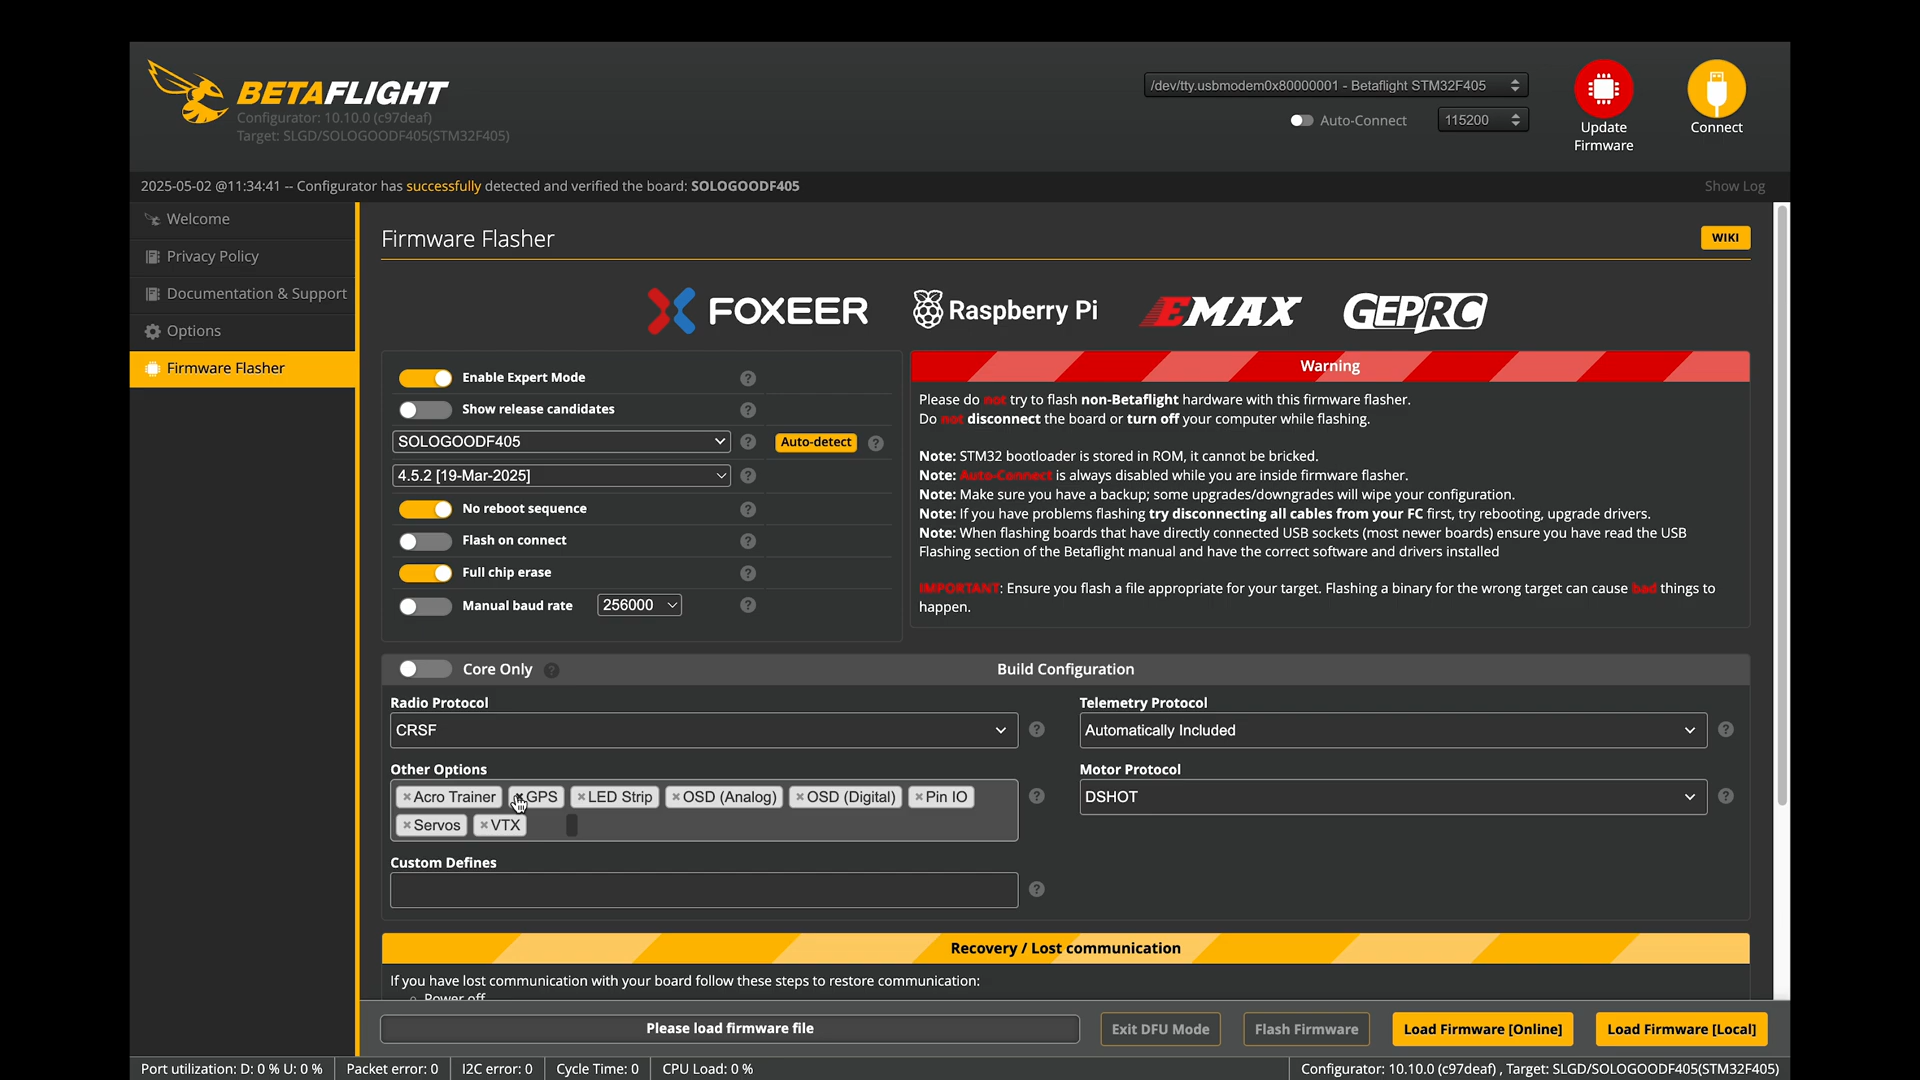 BETAFLIGHT
Configurator: 10.10.0 (c97deaf)
Target: SLGD/SOLOGOODF405(STM32F405)
/dev/tty.usbmodem0x80000001 - Betaflight STM32F405
Auto-Connect
115200
Update
Firmware
Connect
2025-05-02 @11:34:41 -- Configurator has successfully detected and verified the board: SOLOGOODF405
Show Log
Welcome
Privacy Policy
Documentation & Support
Options
Firmware Flasher
Firmware Flasher
WIKI
FOXEER
Raspberry Pi
EMAX
GEPRC
Enable Expert Mode
Show release candidates
SOLOGOODF405
Auto-detect
4.5.2 [19-Mar-2025]
No reboot sequence
Flash on connect
Full chip erase
Manual baud rate
256000
Warning
Please do not try to flash non-Betaflight hardware with this firmware flasher.
Do not disconnect the board or turn off your computer while flashing.
Note: STM32 bootloader is stored in ROM, it cannot be bricked.
Note: Auto-Connect is always disabled while you are inside firmware flasher.
Note: Make sure you have a backup; some upgrades/downgrades will wipe your configuration.
Note: If you have problems flashing try disconnecting all cables from your FC first, try rebooting, upgrade drivers.
Note: When flashing boards that have directly connected USB sockets (most newer boards) ensure you have read the USB
Flashing section of the Betaflight manual and have the correct software and drivers installed
IMPORTANT: Ensure you flash a file appropriate for your target. Flashing a binary for the wrong target can cause bad things to
happen.
Core Only
Build Configuration
Radio Protocol
CRSF
Telemetry Protocol
Automatically Included
Other Options
×Acro Trainer ×GPS ×LED Strip ×OSD (Analog) ×OSD (Digital) ×Pin IO
×Servos ×VTX
Motor Protocol
DSHOT
Custom Defines
Recovery / Lost communication
If you have lost communication with your board follow these steps to restore communication:
Power off
Please load firmware file
Exit DFU Mode
Flash Firmware
Load Firmware [Online]
Load Firmware [Local]
Port utilization: D: 0 % U: 0 %
Packet error: 0
I2C error: 0
Cycle Time: 0
CPU Load: 0 %
Configurator: 10.10.0 (c97deaf) , Target: SLGD/SOLOGOODF405(STM32F405)